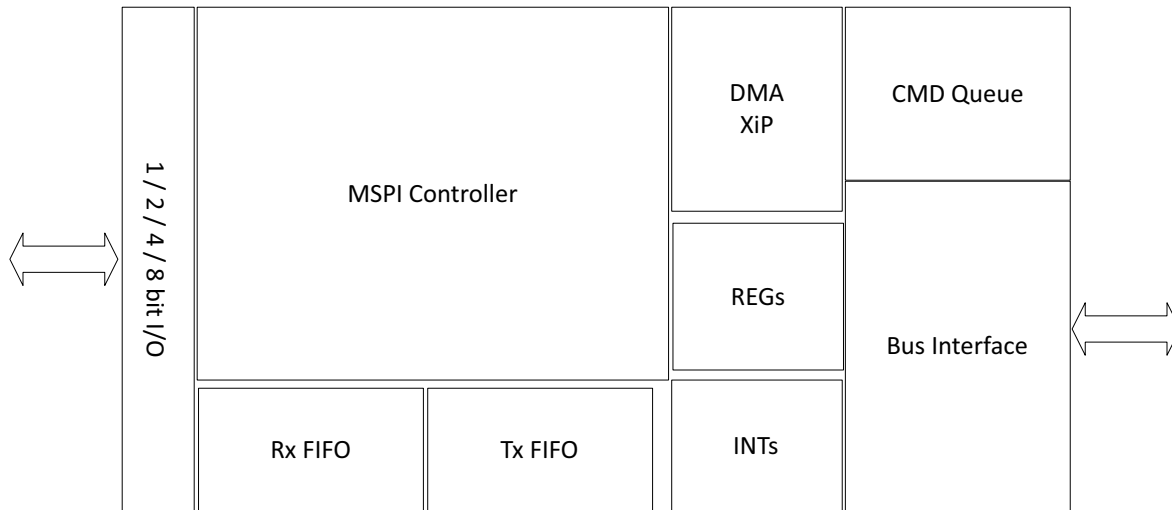 1 / 2 / 4 / 8 bit I/O
MSPI Controller
DMA
XiP
CMD Queue
REGs
Bus Interface
Rx FIFO
Tx FIFO
INTs